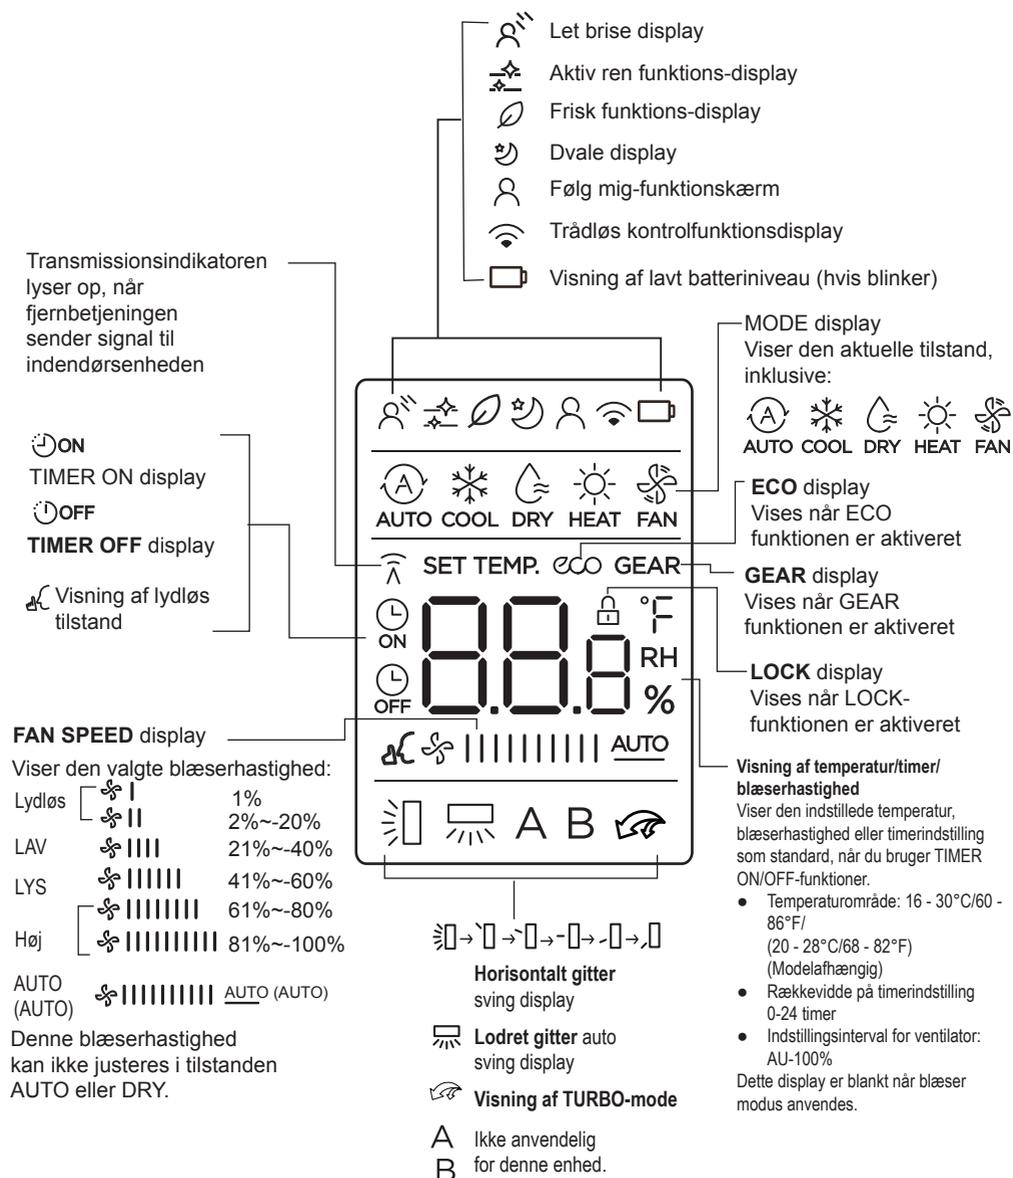 Let brise display
Aktiv ren funktions-display
Frisk funktions-display
Dvale display
Følg mig-funktionskærm
Trådløs kontrolfunktionsdisplay
Visning af lavt batteriniveau (hvis blinker)
Transmissionsindikatoren
lyser op, når
fjernbetjeningen
sender signal til
indendørsenheden
ON
TIMER ON display
OFF
TIMER OFF display
Visning af lydløs
tilstand
MODE display
Viser den aktuelle tilstand,
inklusive:
AUTO COOL DRY HEAT FAN
ECO display
Vises når ECO
funktionen er aktiveret
GEAR display
Vises når GEAR
funktionen er aktiveret
LOCK display
Vises når LOCK-
funktionen er aktiveret
AUTO COOL DRY HEAT FAN
SET TEMP. eco GEAR
ON
OFF
88.8
°F
RH
%
AUTO
A B
FAN SPEED display
Viser den valgte blæserhastighed:
Lydløs 1%
2%~-20%
LAV 21%~-40%
LYS 41%~-60%
61%~-80%
Høj 81%~-100%
AUTO
(AUTO)
AUTO (AUTO)
Denne blæserhastighed
kan ikke justeres i tilstanden
AUTO eller DRY.
Horisontalt gitter
sving display
Lodret gitter auto
sving display
Visning af TURBO-mode
A Ikke anvendelig
B for denne enhed.
Visning af temperatur/timer/
blæserhastighed
Viser den indstillede temperatur,
blæserhastighed eller timerindstilling
som standard, når du bruger TIMER
ON/OFF-funktioner.
● Temperaturområde: 16 - 30°C/60 -
86°F/
(20 - 28°C/68 - 82°F)
(Modelafhængig)
● Rækkevidde på timerindstilling
0-24 timer
● Indstillingsinterval for ventilator:
AU-100%
Dette display er blankt når blæser
modus anvendes.